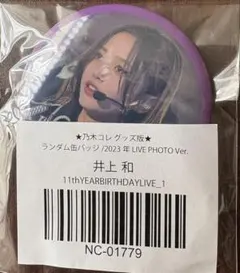 ★乃木コレ グッズ版★
ランダム缶バッジ/2023年 LIVE PHOTO Ver.
井上 和
11thYEARBIRTHDAYLIVE_1
NC-01779